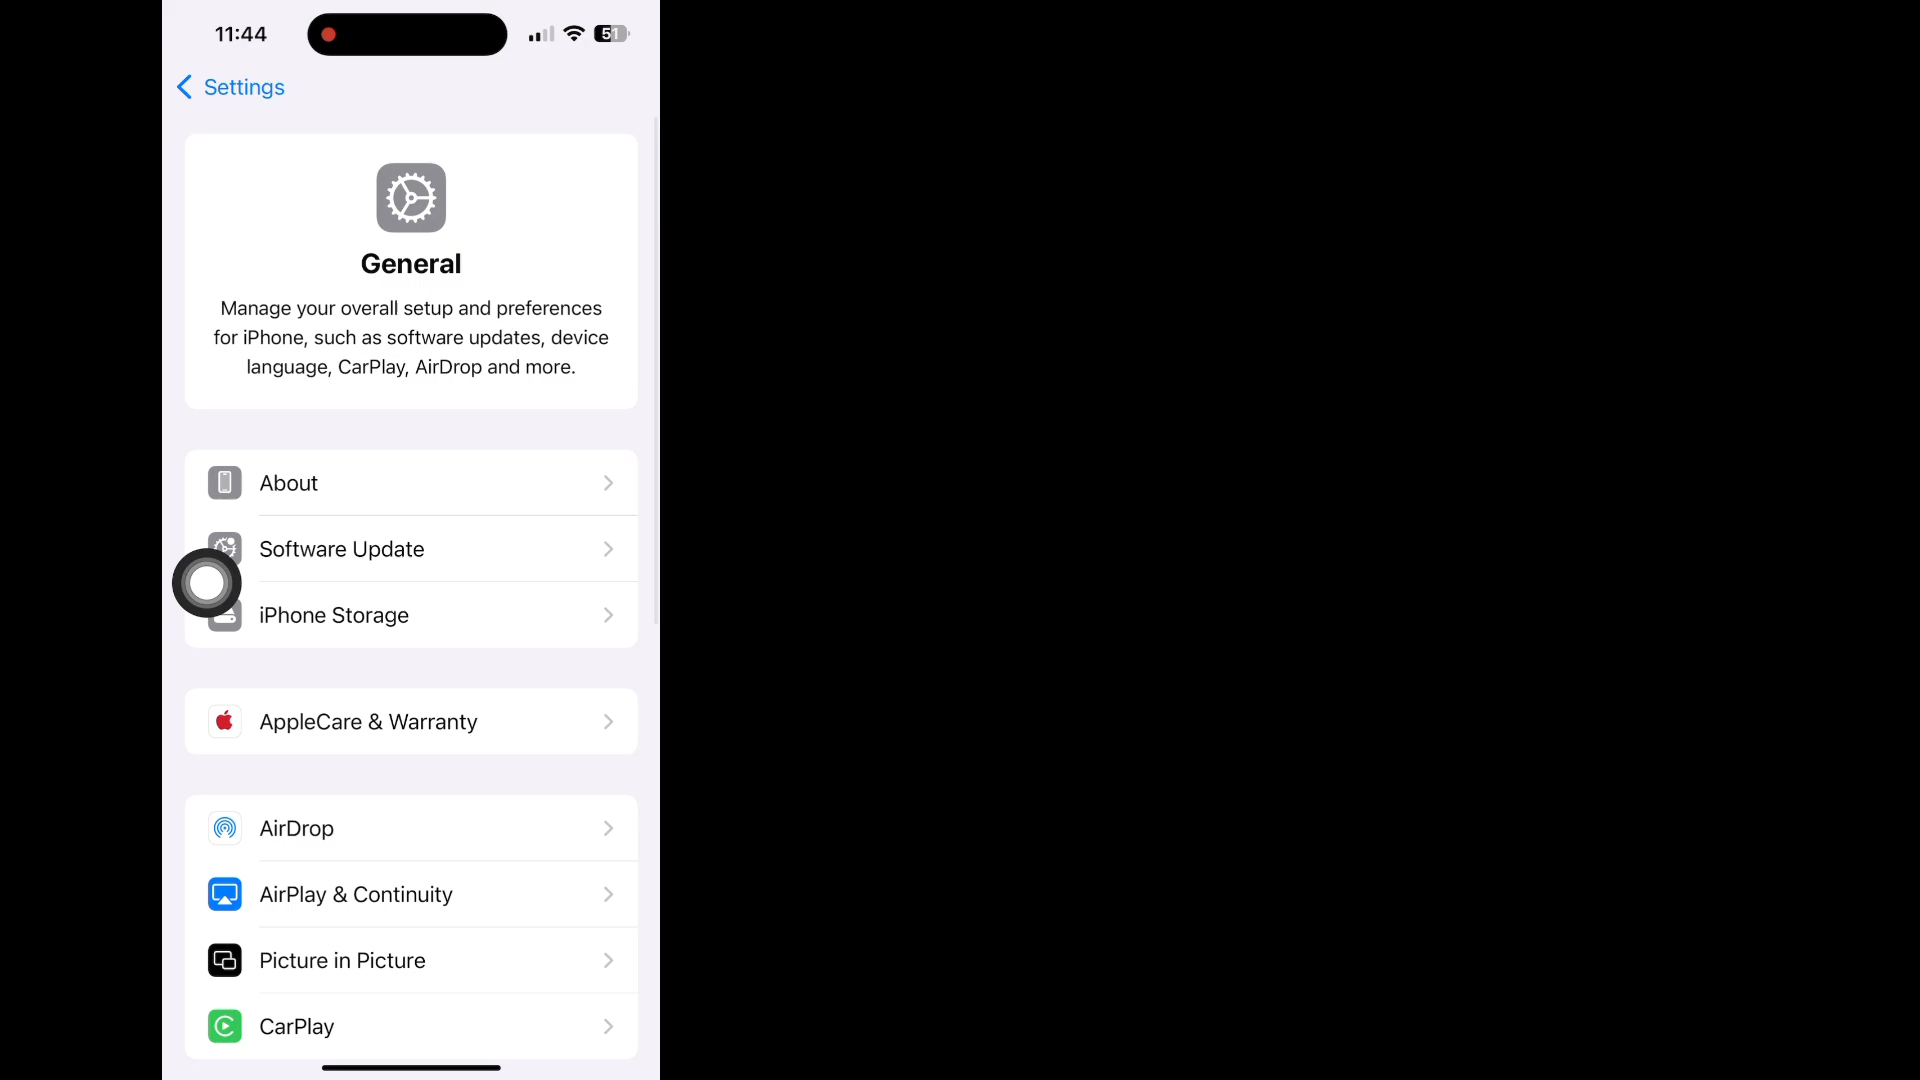 11:44
51
Settings
General
Manage your overall setup and preferences
for iPhone, such as software updates, device
language, CarPlay, AirDrop and more.
About
Software Update
iPhone Storage
AppleCare & Warranty
AirDrop
AirPlay & Continuity
Picture in Picture
CarPlay